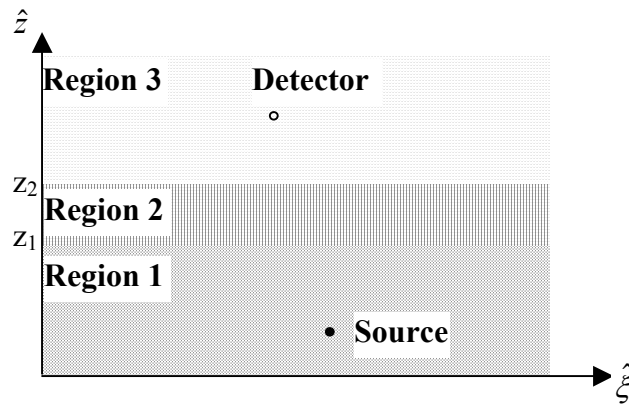 ẑ
Region 3 Detector
z₂
Region 2
z₁
Region 1
Source
ξ̂